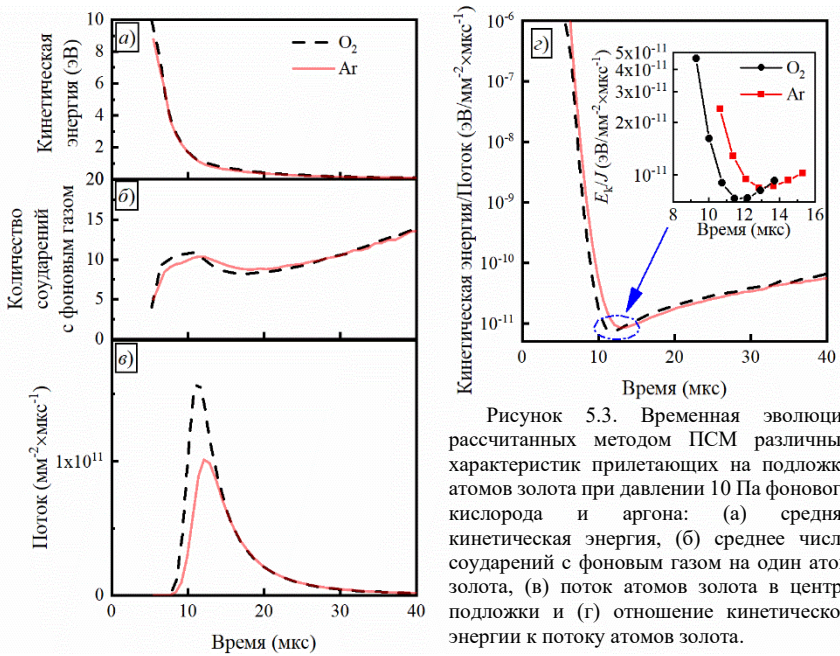 а)
O₂
Ar
Кинетическая
энергия (эВ)
10
8
6
4
2
б)
Количество
соударений
с фоновым газом
20
15
10
5
0
в)
Поток (мм⁻²×мкс⁻¹)
1x10¹¹
0
0 10 20 30 40
Время (мкс)
г)
Кинетическая энергия/Поток (эВ/мм⁻²×мкс⁻¹)
10⁻⁶
10⁻⁷
10⁻⁸
10⁻⁹
10⁻¹⁰
10⁻¹¹
0 10 20 30 40
Время (мкс)
Eₖ/J (эВ/мм⁻²×мкс⁻¹)
5x10⁻¹¹
4x10⁻¹¹
3x10⁻¹¹
2x10⁻¹¹
10⁻¹¹
O₂
Ar
8 10 12 14 16
Время (мкс)
Рисунок 5.3. Временная эволюци
рассчитанных методом ПСМ различны
характеристик прилетающих на подложк
атомов золота при давлении 10 Па фоновог
кислорода и аргона: (а) средня
кинетическая энергия, (б) среднее числ
соударений с фоновым газом на один ато
золота, (в) поток атомов золота в центр
подложки и (г) отношение кинетическо
энергии к потоку атомов золота.